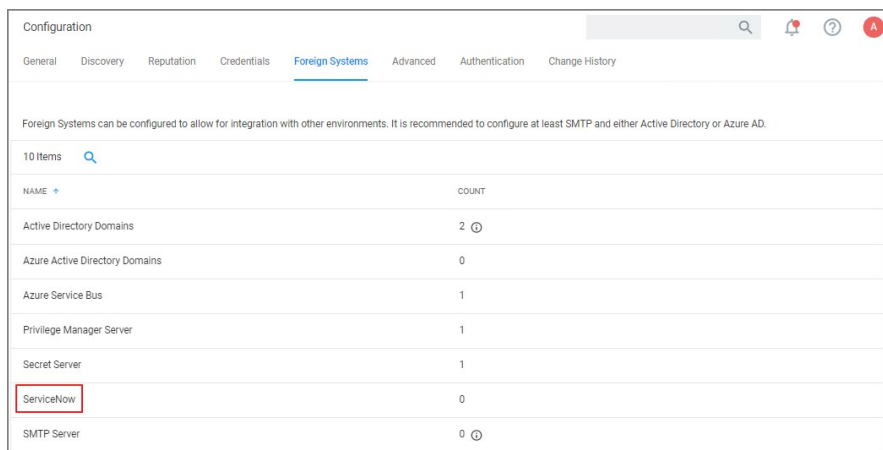 Configuration
A
General Discovery Reputation Credentials Foreign Systems Advanced Authentication Change History
Foreign Systems can be configured to allow for integration with other environments. It is recommended to configure at least SMTP and either Active Directory or Azure AD.
10 Items
NAME COUNT
Active Directory Domains 2
Azure Active Directory Domains 0
Azure Service Bus 1
Privilege Manager Server 1
Secret Server 1
ServiceNow 0
SMTP Server 0